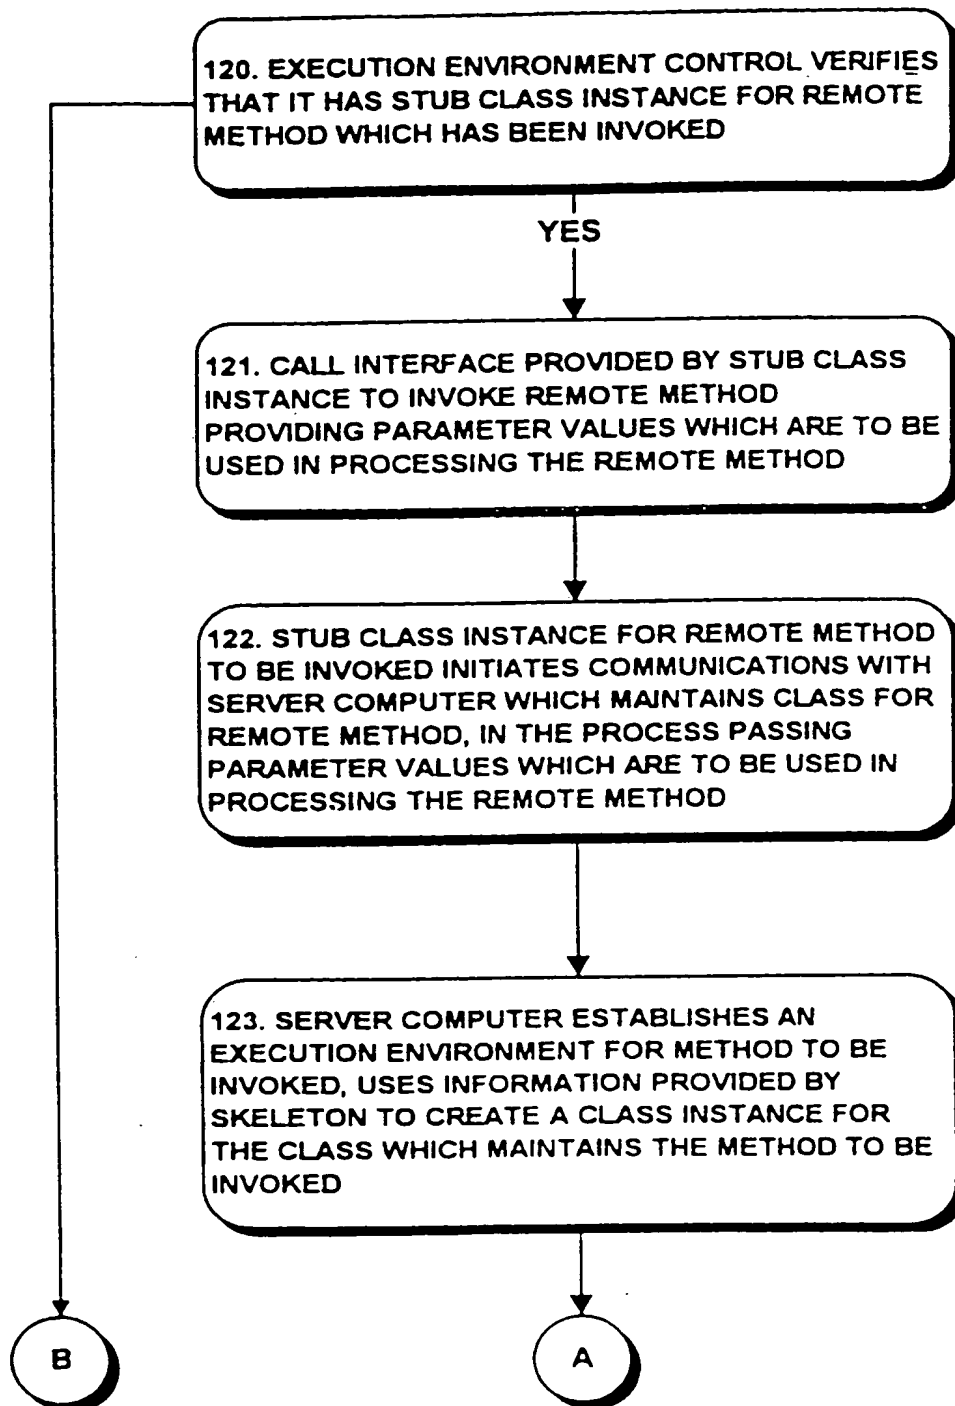 120. EXECUTION ENVIRONMENT CONTROL VERIFIES
THAT IT HAS STUB CLASS INSTANCE FOR REMOTE
METHOD WHICH HAS BEEN INVOKED
YES
121. CALL INTERFACE PROVIDED BY STUB CLASS
INSTANCE TO INVOKE REMOTE METHOD
PROVIDING PARAMETER VALUES WHICH ARE TO BE
USED IN PROCESSING THE REMOTE METHOD
122. STUB CLASS INSTANCE FOR REMOTE METHOD
TO BE INVOKED INITIATES COMMUNICATIONS WITH
SERVER COMPUTER WHICH MAINTAINS CLASS FOR
REMOTE METHOD, IN THE PROCESS PASSING
PARAMETER VALUES WHICH ARE TO BE USED IN
PROCESSING THE REMOTE METHOD
123. SERVER COMPUTER ESTABLISHES AN
EXECUTION ENVIRONMENT FOR METHOD TO BE
INVOKED, USES INFORMATION PROVIDED BY
SKELETON TO CREATE A CLASS INSTANCE FOR
THE CLASS WHICH MAINTAINS THE METHOD TO BE
INVOKED
B
A